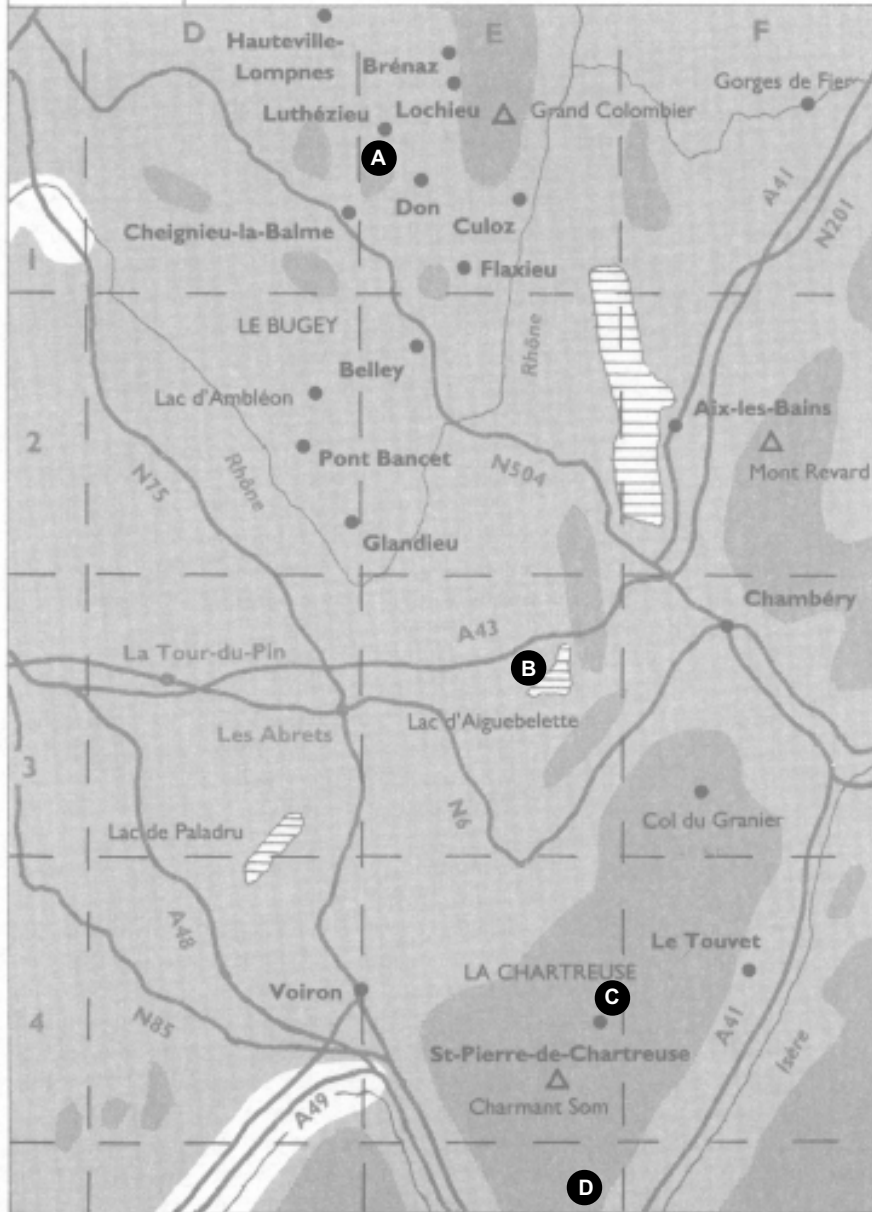 D
E
F
Hauteville-
Lompnes
Brénaz
Gorges de Fier
Luthézieu
Lochieu
Grand Colombier
A
A41
Don
N201
Culoz
Cheignieu-la-Balme
1
Flaxieu
LE BUGEY
Rhône
Belley
Lac d'Ambléon
Aix-les-Bains
2
Pont Bancet
N504
Mont Revard
N75
Rhône
Glandieu
Chambéry
A43
La Tour-du-Pin
B
Les Abrets
Lac d'Aiguebelette
3
N6
Col du Granier
Lac de Paladru
A48
Le Touvet
LA CHARTREUSE
Voiron
C
4
N85
A41
Isère
St-Pierre-de-Chartreuse
A49
Charmant Som
D